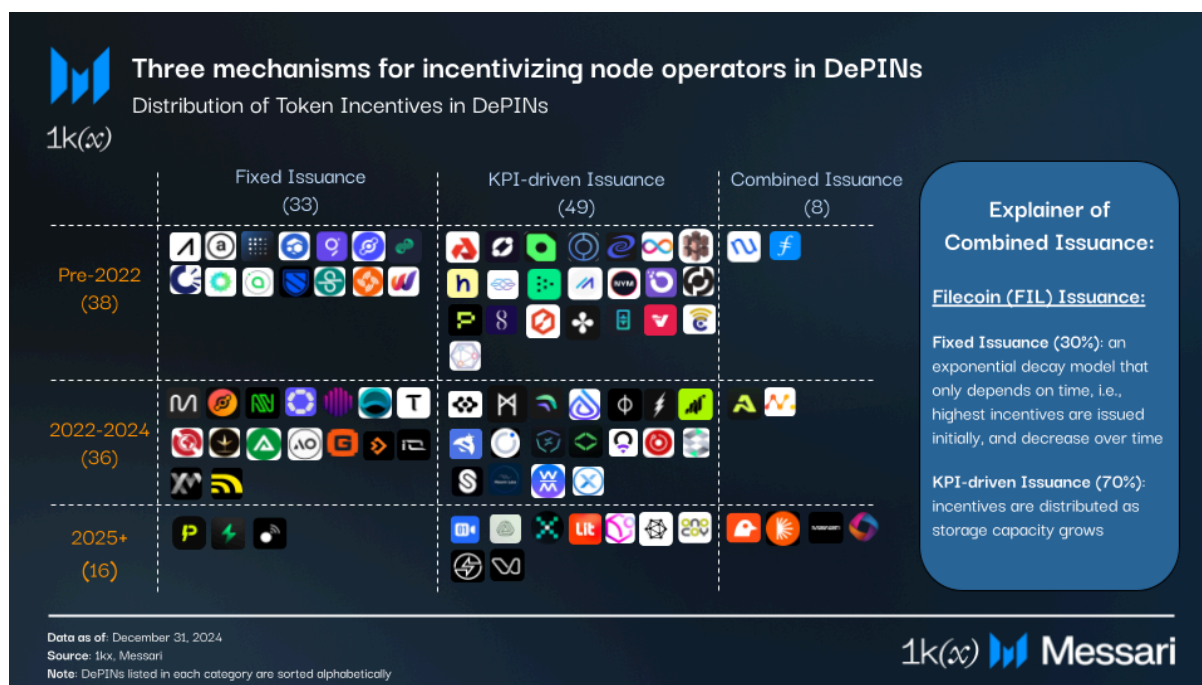 Three mechanisms for incentivizing node operators in DePINs
Distribution of Token Incentives in DePINs
1k(x)
Fixed Issuance
(33)
KPI-driven Issuance
(49)
Combined Issuance
(8)
Pre-2022
(38)
a
h
NYM
2022-2024
(36)
T
AO
G
S
2025+
(16)
01
Lit
Explainer of
Combined Issuance:
Filecoin (FIL) Issuance:
Fixed Issuance (30%): an
exponential decay model that
only depends on time, i.e.,
highest incentives are issued
initially, and decrease over time
KPI-driven Issuance (70%):
incentives are distributed as
storage capacity grows
Data as of: December 31, 2024
Source: 1kx, Messari
Note: DePINs listed in each category are sorted alphabetically
1k(x) Messari